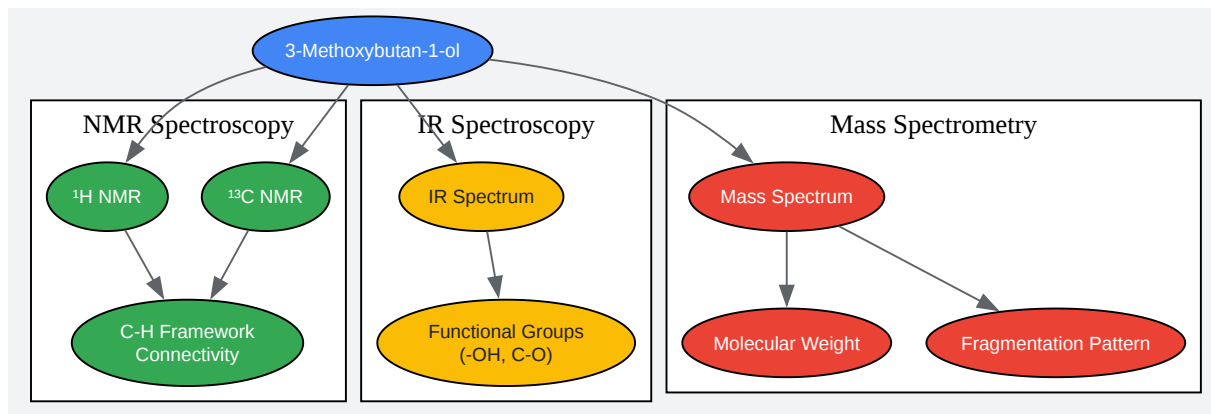 3-Methoxybutan-1-ol
NMR Spectroscopy
IR Spectroscopy
Mass Spectrometry
¹H NMR
¹³C NMR
IR Spectrum
Mass Spectrum
C-H Framework
Connectivity
Functional Groups
(-OH, C-O)
Molecular Weight
Fragmentation Pattern